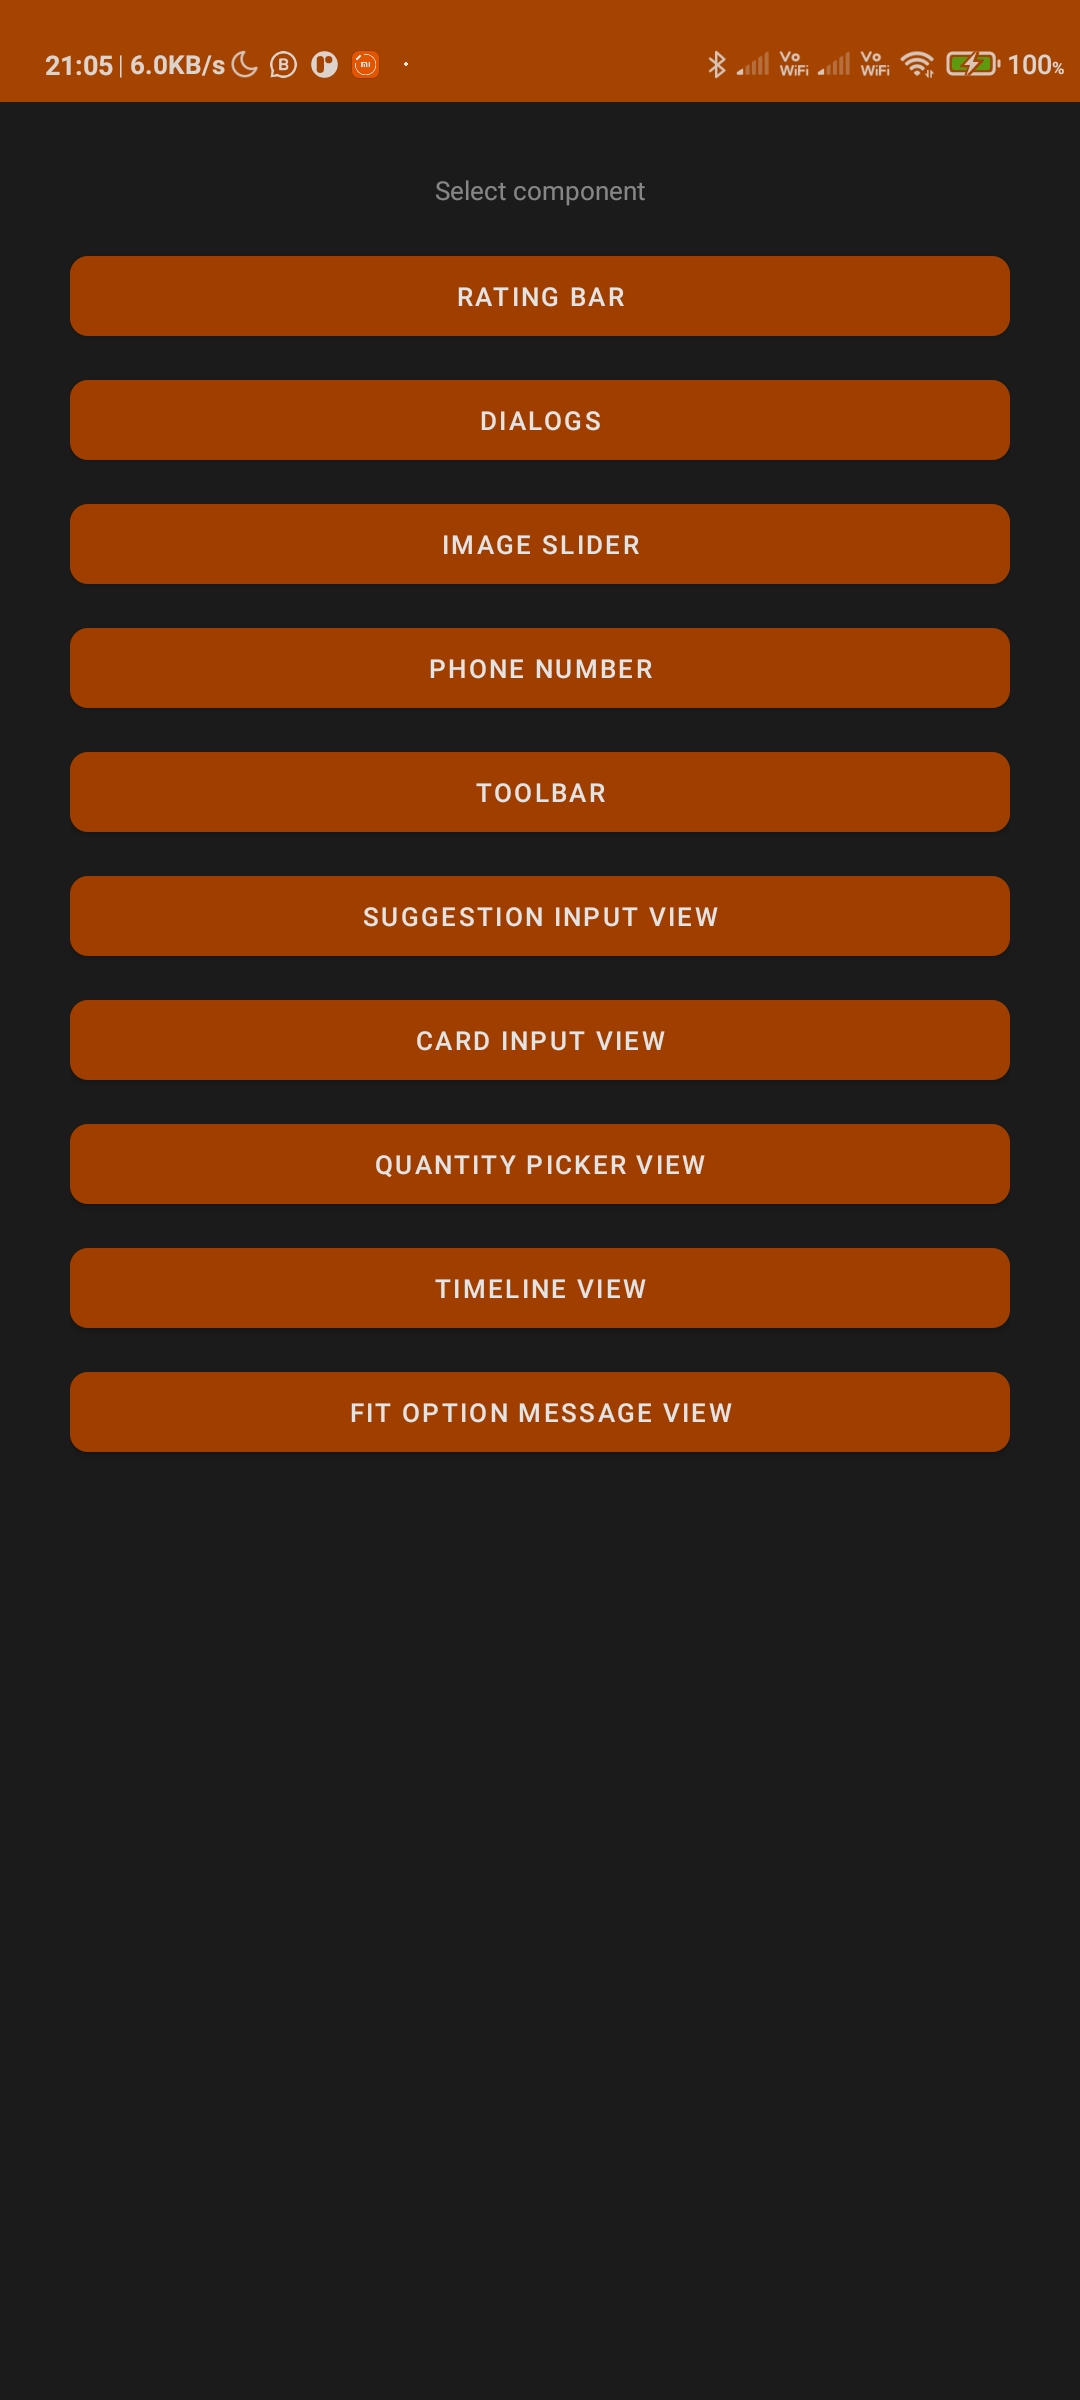 21:05 | 6.0KB/s B mi Vo WiFi Vo WiFi 100%
Select component
RATING BAR
DIALOGS
IMAGE SLIDER
PHONE NUMBER
TOOLBAR
SUGGESTION INPUT VIEW
CARD INPUT VIEW
QUANTITY PICKER VIEW
TIMELINE VIEW
FIT OPTION MESSAGE VIEW